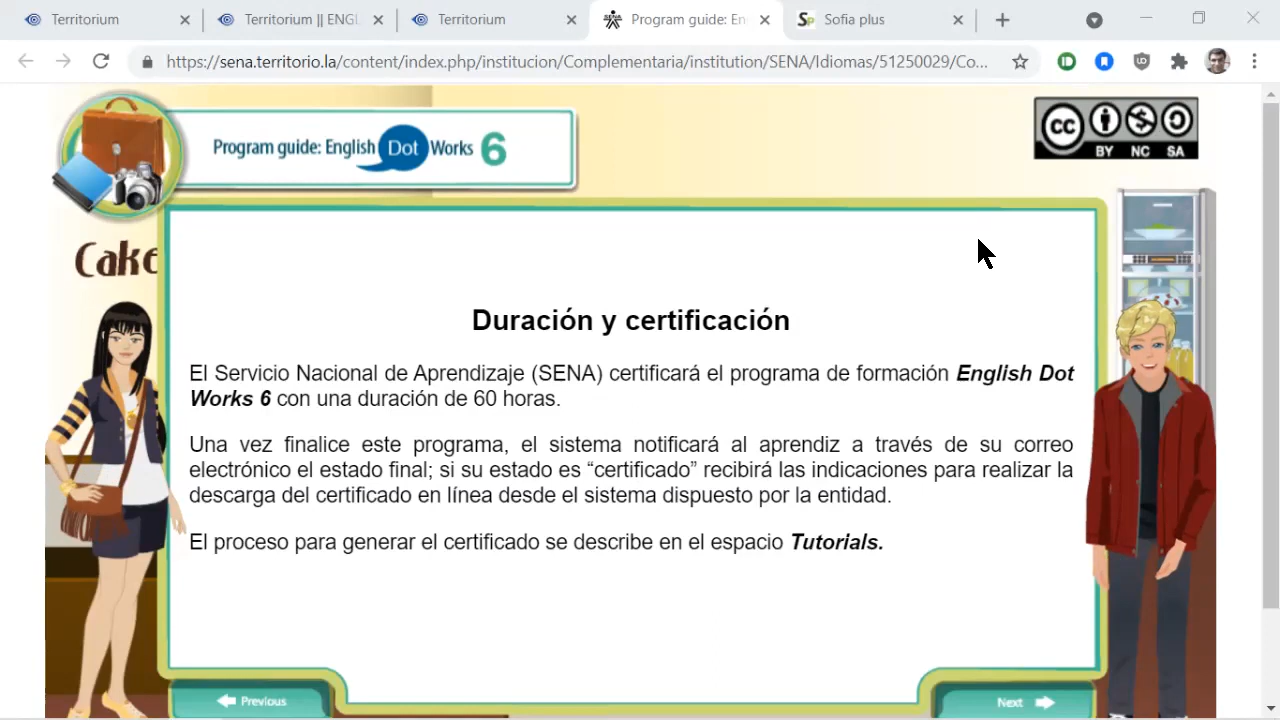 Territorium
Territorium || ENGL
Territorium
Program guide: En
Sofia plus
https://sena.territorio.la/content/index.php/institucion/Complementaria/institution/SENA/Idiomas/51250029/Co...
Program guide: English Dot Works 6
CC BY NC SA
Cake
Duración y certificación
El Servicio Nacional de Aprendizaje (SENA) certificará el programa de formación English Dot
Works 6 con una duración de 60 horas.
Una vez finalice este programa, el sistema notificará al aprendiz a través de su correo
electrónico el estado final; si su estado es “certificado” recibirá las indicaciones para realizar la
descarga del certificado en línea desde el sistema dispuesto por la entidad.
El proceso para generar el certificado se describe en el espacio Tutorials.
Previous
Next